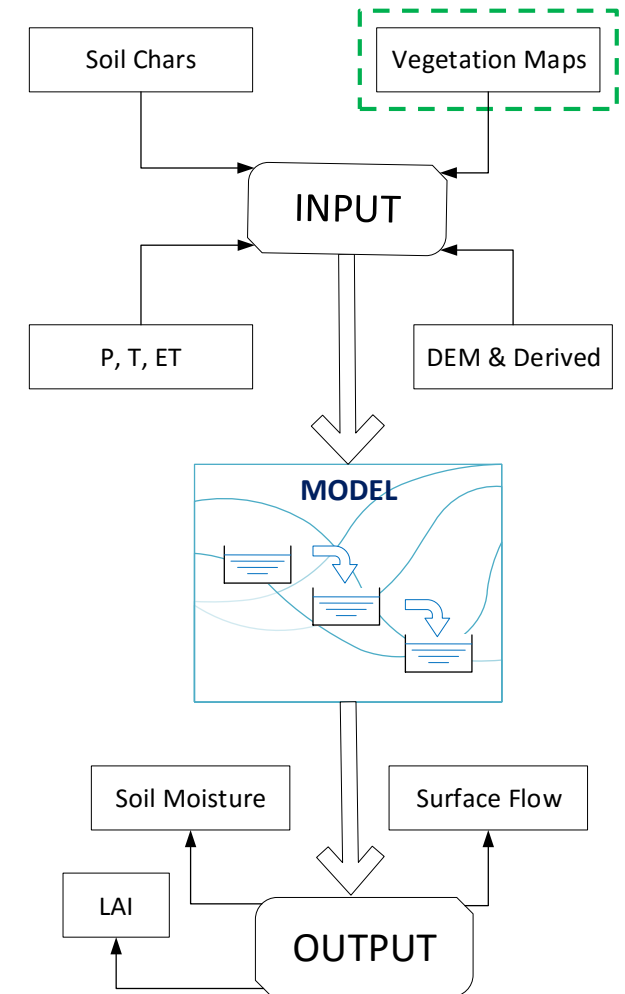 Soil Chars
Vegetation Maps
INPUT
P, T, ET
DEM & Derived
MODEL
Soil Moisture
Surface Flow
LAI
OUTPUT